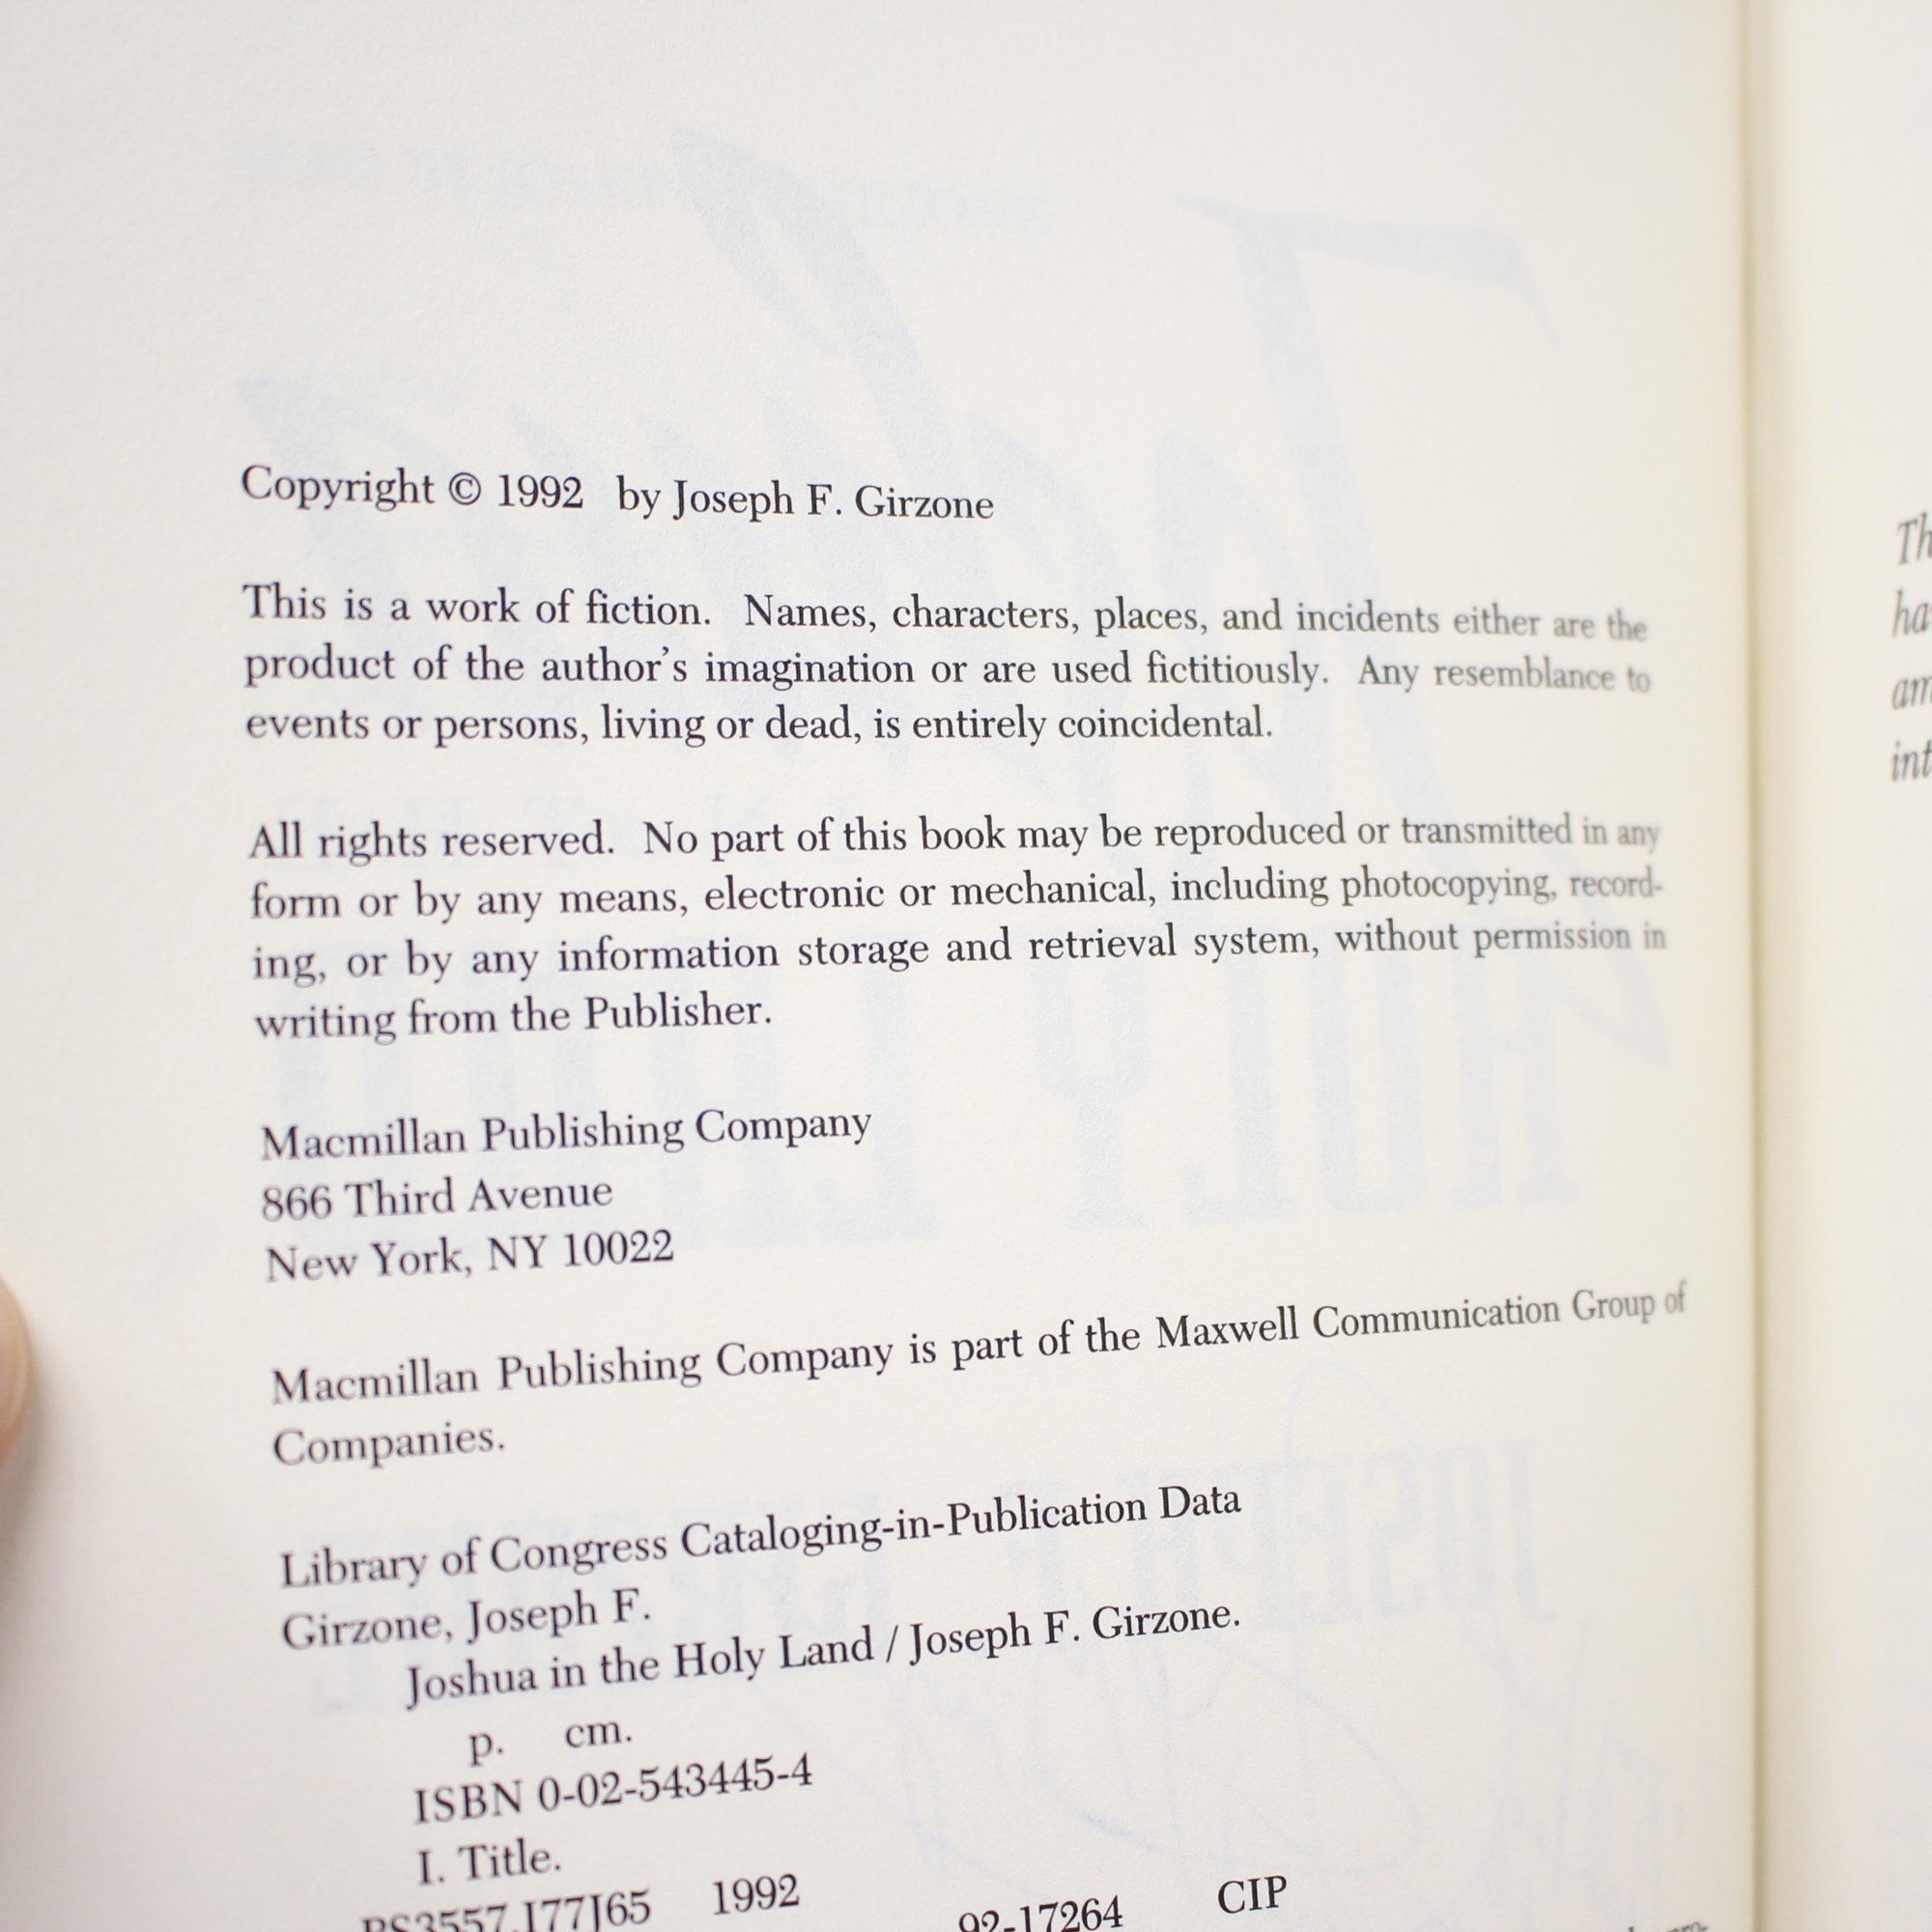 Copyright © 1992 by Joseph F. Girzone
This is a work of fiction. Names, characters, places, and incidents either are the
product of the author's imagination or are used fictitiously. Any resemblance to
events or persons, living or dead, is entirely coincidental.
All rights reserved. No part of this book may be reproduced or transmitted in any
form or by any means, electronic or mechanical, including photocopying, record-
ing, or by any information storage and retrieval system, without permission in
writing from the Publisher.
Macmillan Publishing Company
866 Third Avenue
New York, NY 10022
Macmillan Publishing Company is part of the Maxwell Communication Group of
Companies.
Library of Congress Cataloging-in-Publication Data
Girzone, Joseph F.
Joshua in the Holy Land / Joseph F. Girzone.
p. cm.
ISBN 0-02-543445-4
I. Title.
PS3557.I77J65 1992
92-17264 CIP